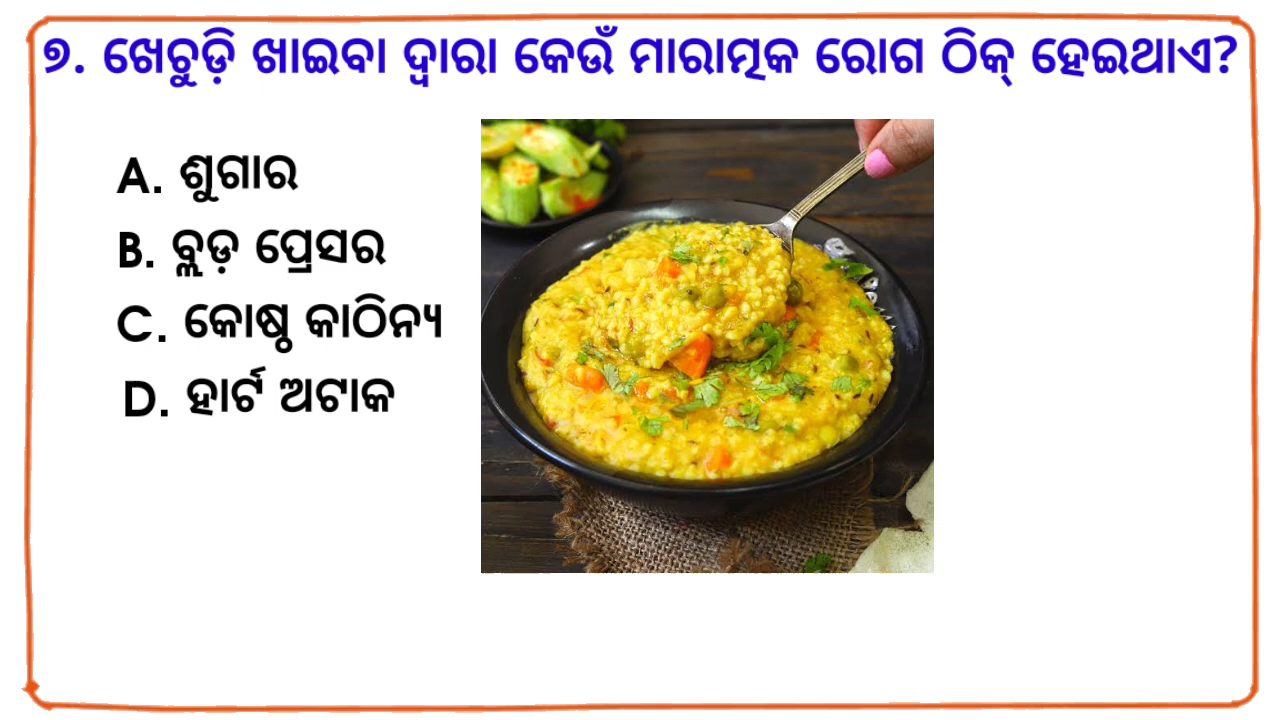 ୭. ଖେଚୁଡ଼ି ଖାଇବା ଦ୍ୱାରା କେଉଁ ମାରାତ୍ମକ ରୋଗ ଠିକ୍ ହେଇଥାଏ?
A. ଶୁଗାର
B. ବ୍ଲଡ଼ ପ୍ରେସର
C. କୋଷ୍ଠ କାଠିନ୍ୟ
D. ହାର୍ଟ ଅଟାକ